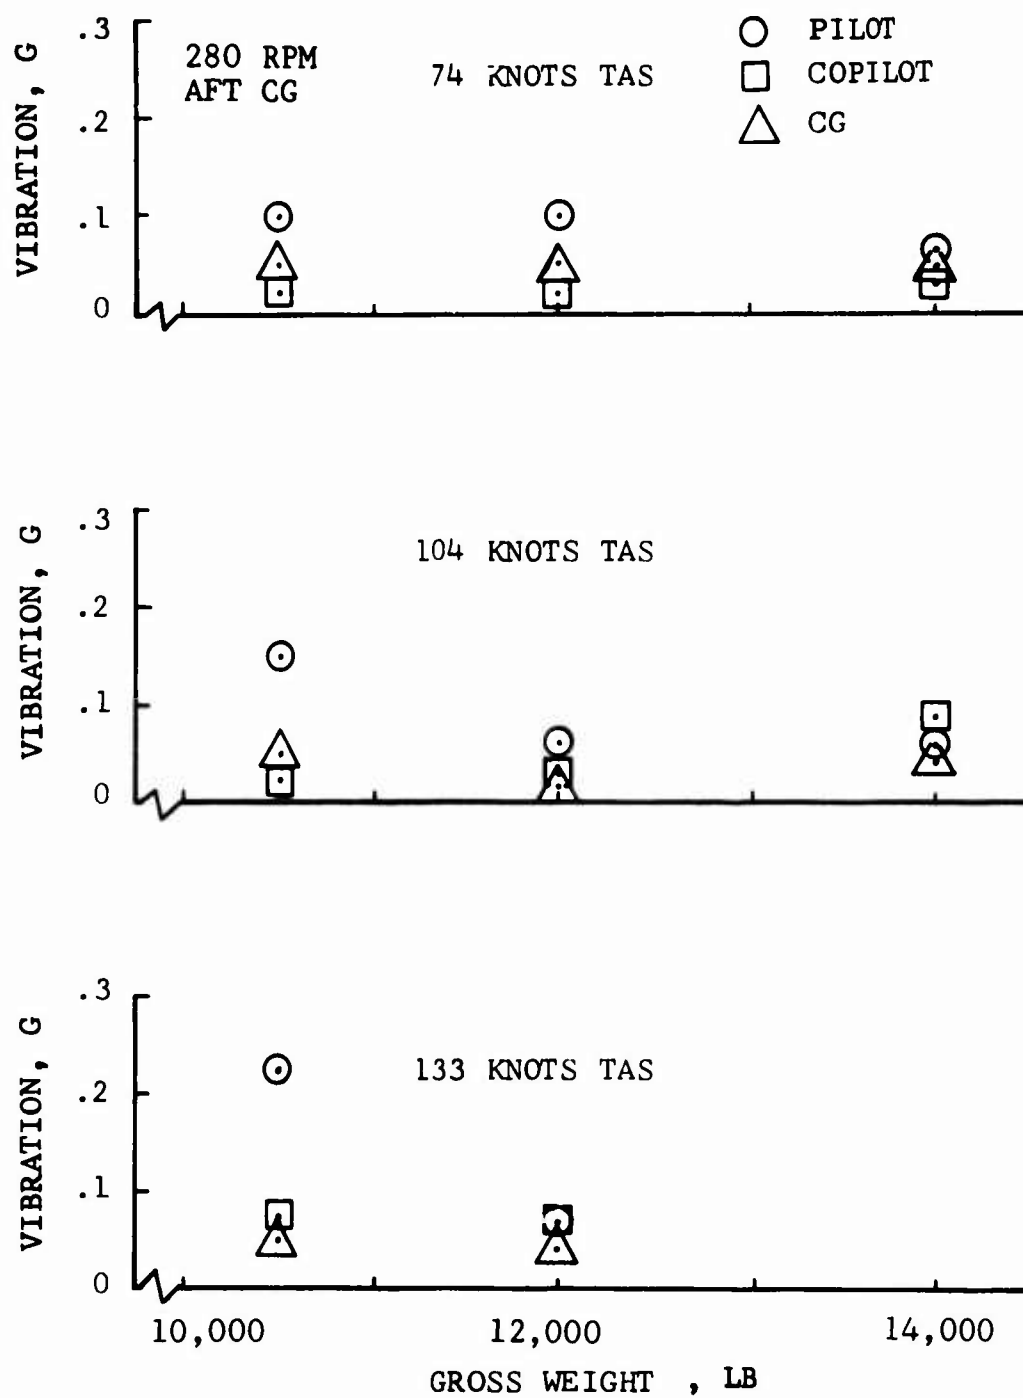 VIBRATION, G
.3
.2
.1
0
280 RPM
AFT CG
74 KNOTS TAS
PILOT
COPILOT
CG
VIBRATION, G
.3
.2
.1
0
104 KNOTS TAS
VIBRATION, G
.3
.2
.1
0
133 KNOTS TAS
10,000
12,000
14,000
GROSS WEIGHT , LB